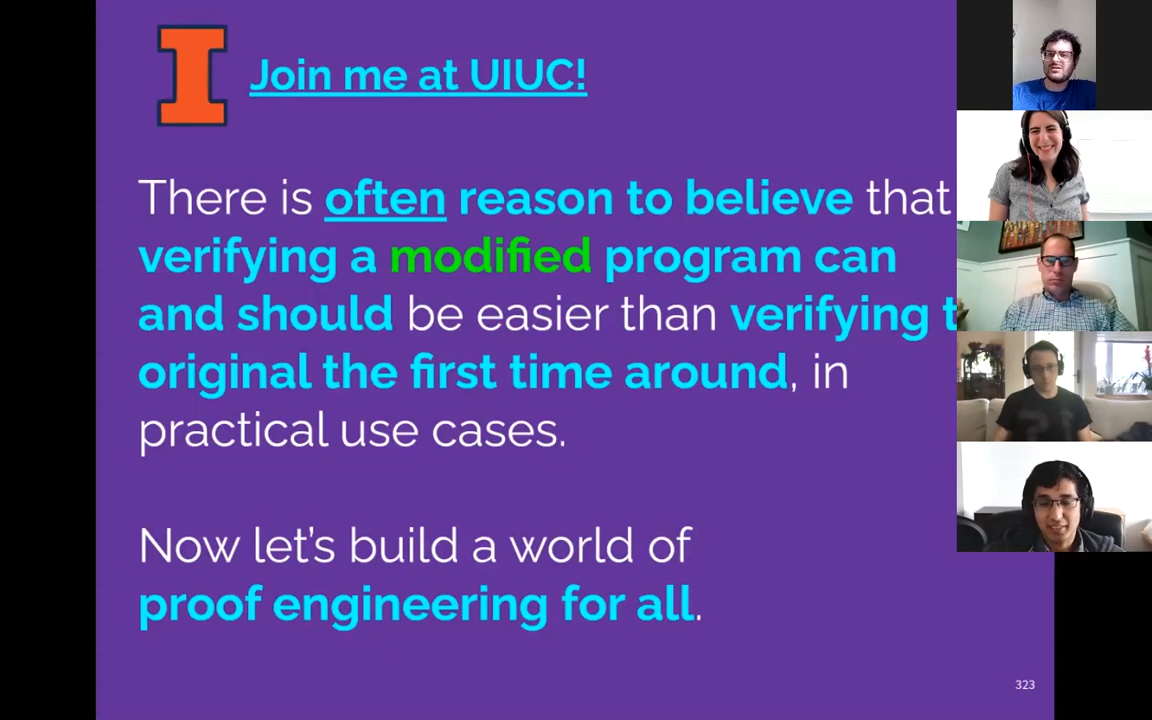 I
Join me at UIUC!
There is often reason to believe that
verifying a modified program can
and should be easier than verifying
original the first time around, in
practical use cases.
Now let's build a world of
proof engineering for all.
323